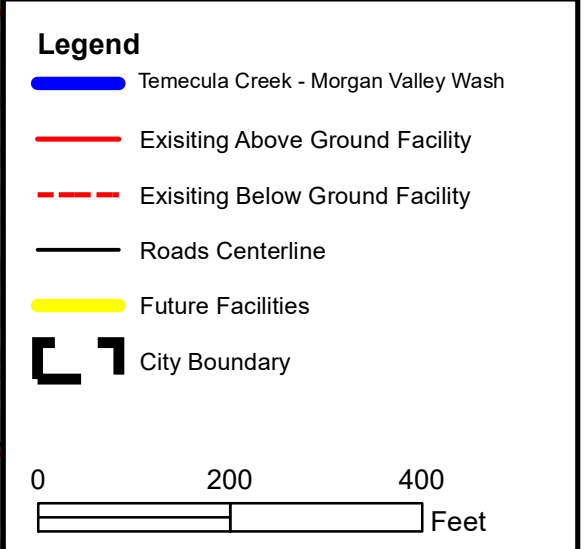 Legend
Temecula Creek - Morgan Valley Wash
Exisiting Above Ground Facility
Exisiting Below Ground Facility
Roads Centerline
Future Facilities
City Boundary
0 200 400
Feet